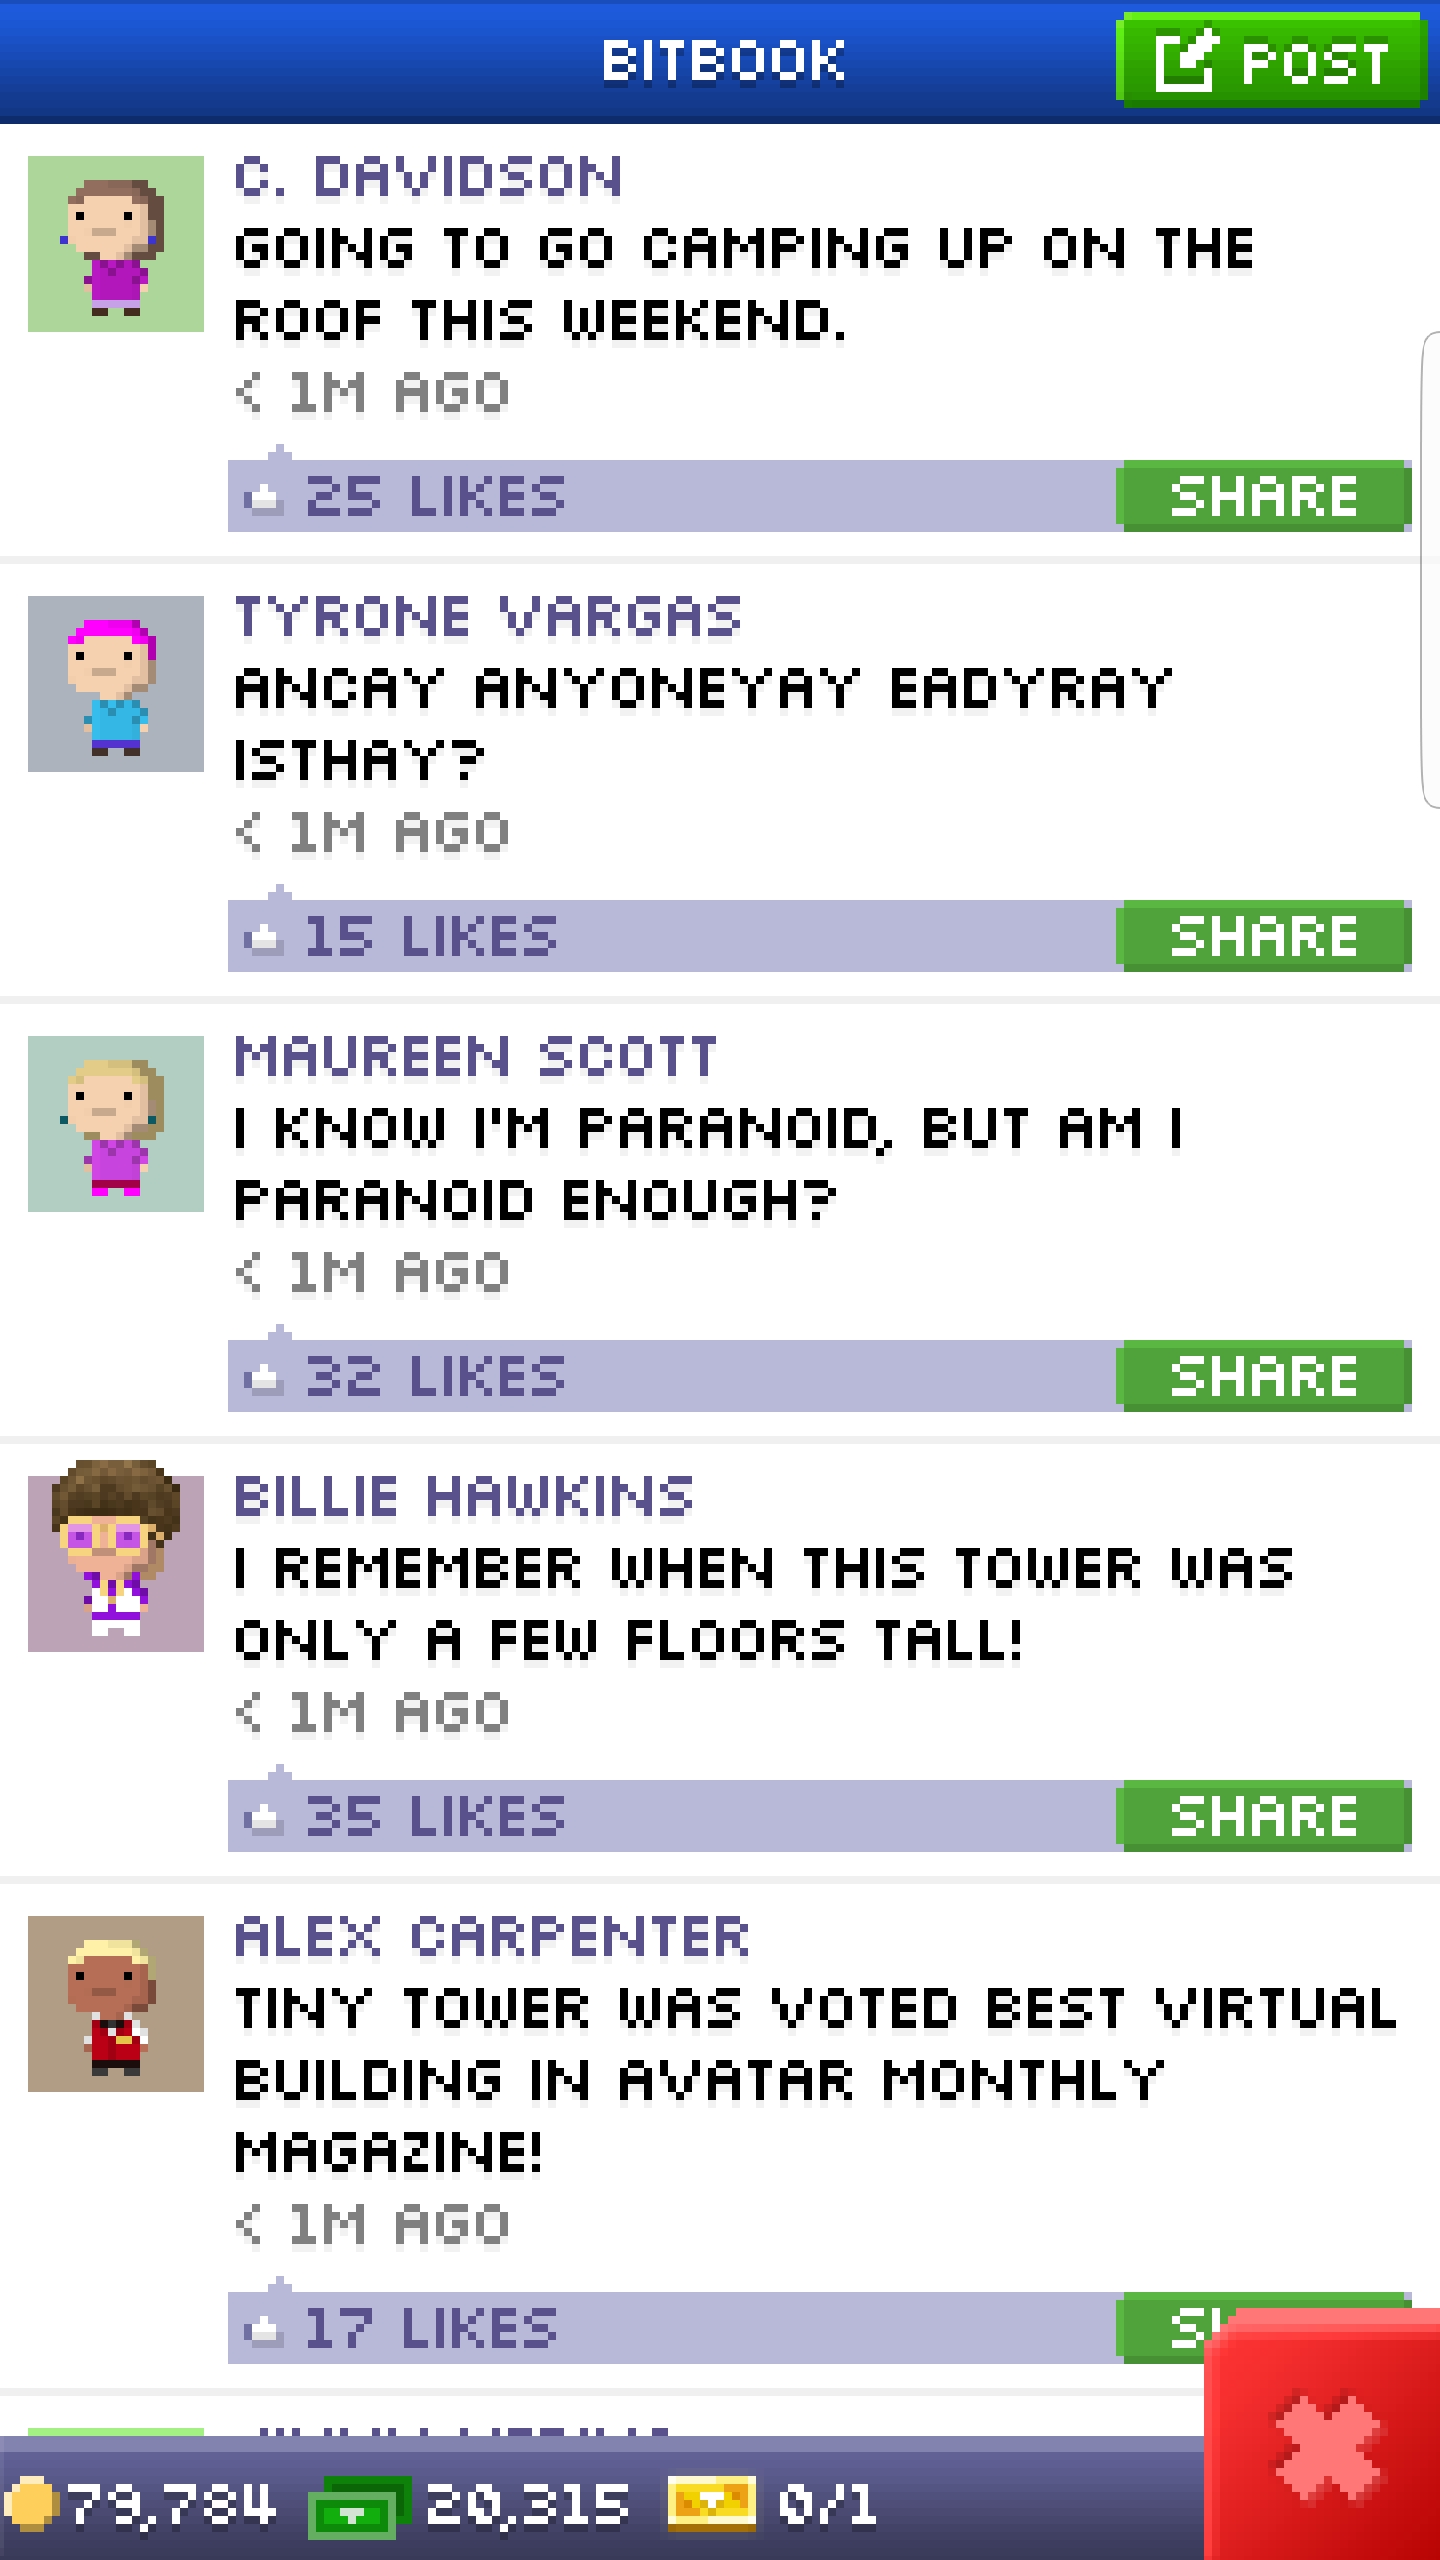 BITBOOK
POST
C. DAVIDSON
GOING TO GO CAMPING UP ON THE
ROOF THIS WEEKEND.
< 1M AGO
25 LIKES
SHARE
TYRONE VARGAS
ANCAY ANYONEYAY EADYRAY
ISTHAY?
< 1M AGO
15 LIKES
SHARE
MAUREEN SCOTT
I KNOW I'M PARANOID, BUT AM I
PARANOID ENOUGH?
< 1M AGO
32 LIKES
SHARE
BILLIE HAWKINS
I REMEMBER WHEN THIS TOWER WAS
ONLY A FEW FLOORS TALL!
< 1M AGO
35 LIKES
SHARE
ALEX CARPENTER
TINY TOWER WAS VOTED BEST VIRTUAL
BUILDING IN AVATAR MONTHLY
MAGAZINE!
< 1M AGO
17 LIKES
79,784
20,315
0/1